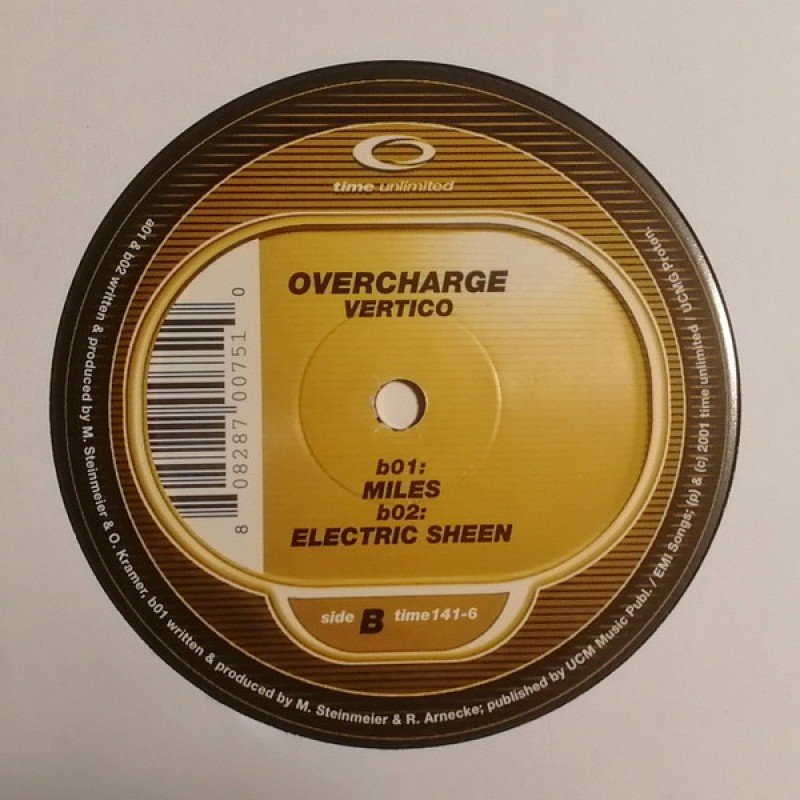 time unlimited
OVERCHARGE
VERTICO
8 08287 00751 0
b01:
MILES
b02:
ELECTRIC SHEEN
side B time141-6
a01 & b02 written & produced by M. Steinmeier & O. Kramer, b01 written & produced by M. Steinmeier & R. Arnecke; published by UCM Music Publ. / EMI Songs; (p) & (c) 2001 time unlimited / UCMG Proton.